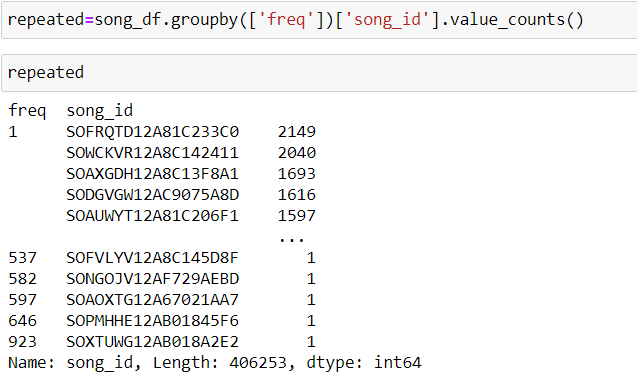 repeated=song_df.groupby(['freq'])['song_id'].value_counts()
repeated
freq  song_id
1     SOFRQTD12A81C233C0    2149
      SOWCKVR12A8C142411    2040
      SOAXGDH12A8C13F8A1    1693
      SODGVGW12AC9075A8D    1616
      SOAUWYT12A81C206F1    1597
                            ...
537   SOFVLYV12A8C145D8F       1
582   SONGOJV12AF729AEBD       1
597   SOAOXTG12A67021AA7       1
646   SOPMHHE12AB01845F6       1
923   SOXTUWG12AB018A2E2       1
Name: song_id, Length: 406253, dtype: int64